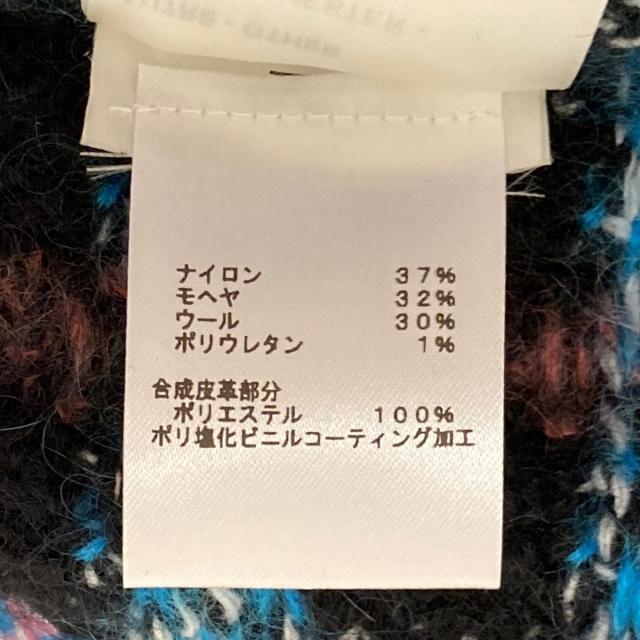 ナイロン 37%
モヘヤ 32%
ウール 30%
ポリウレタン 1%
合成皮革部分
ポリエステル 100%
ポリ塩化ビニルコーティング加工